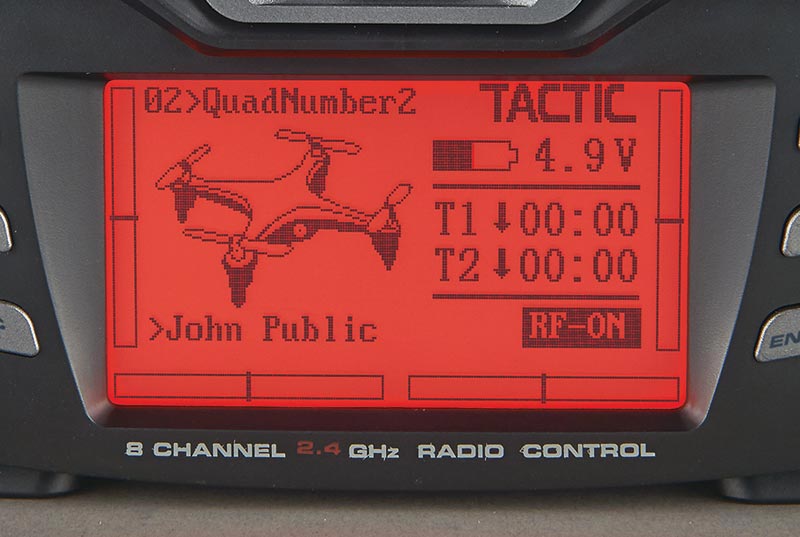 02>QuadNumber2
TACTIC
4.9V
T1↓00:00
T2↓00:00
>John Public
RF-ON
8 CHANNEL 2.4 GHz RADIO CONTROL